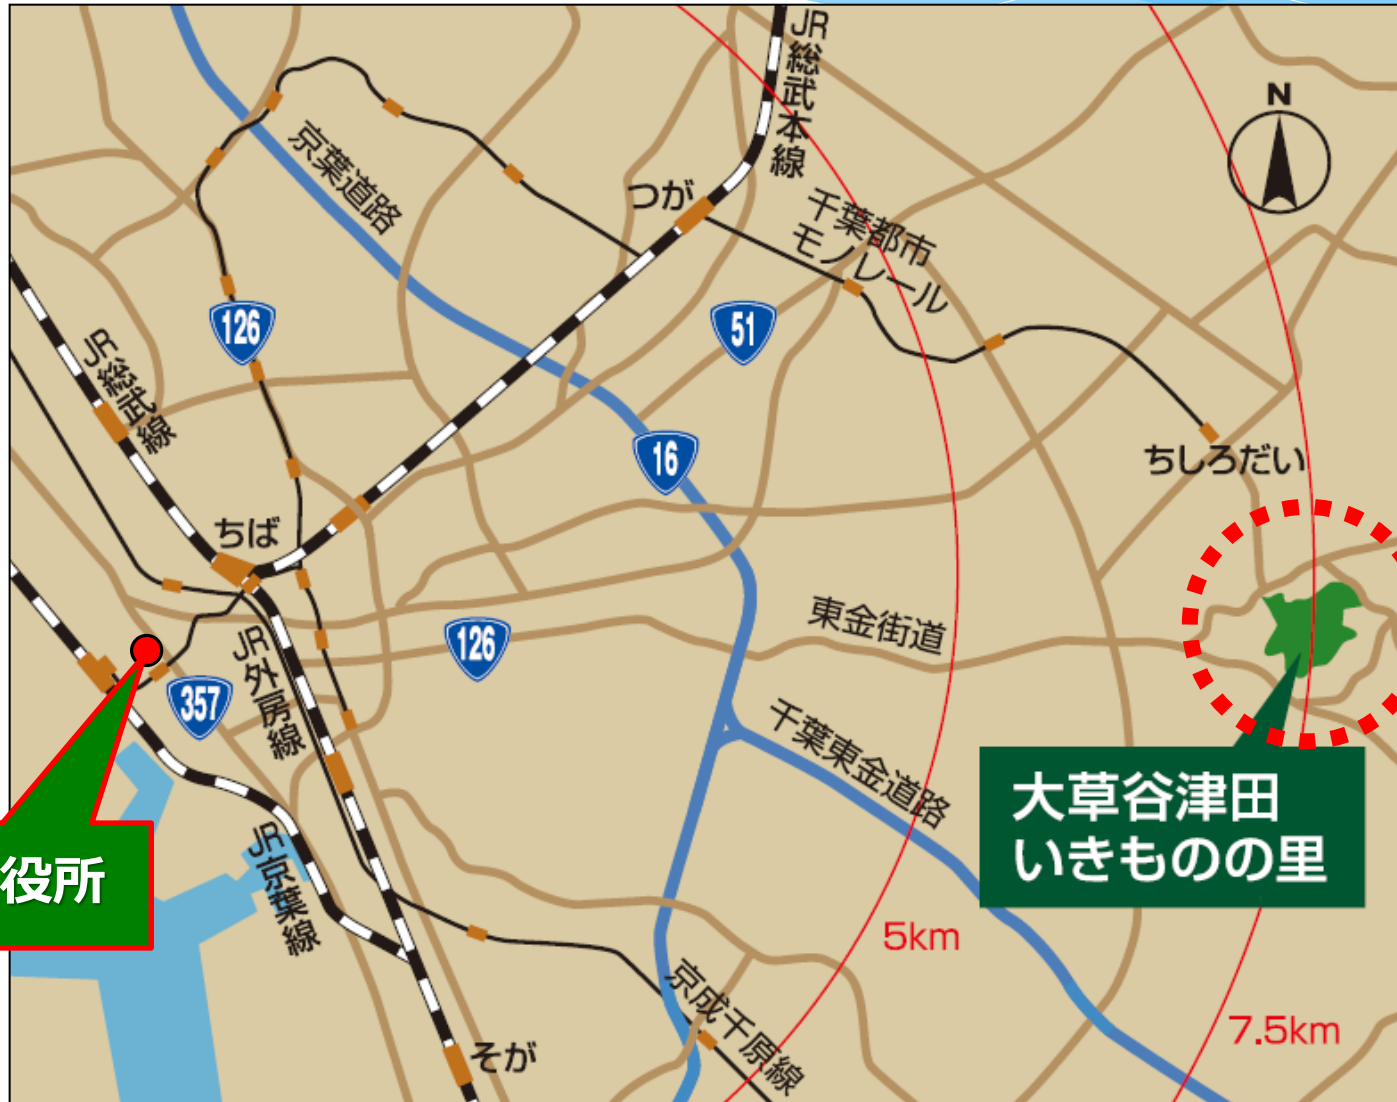 JR総武本線
N
京葉道路
つが
千葉都市
モノレール
126
51
JR総武線
16
ちしろだい
ちば
東金街道
126
JR外房線
357
千葉東金道路
大草谷津田
いきものの里
役所
JR京葉線
5km
京成千原線
7.5km
そが